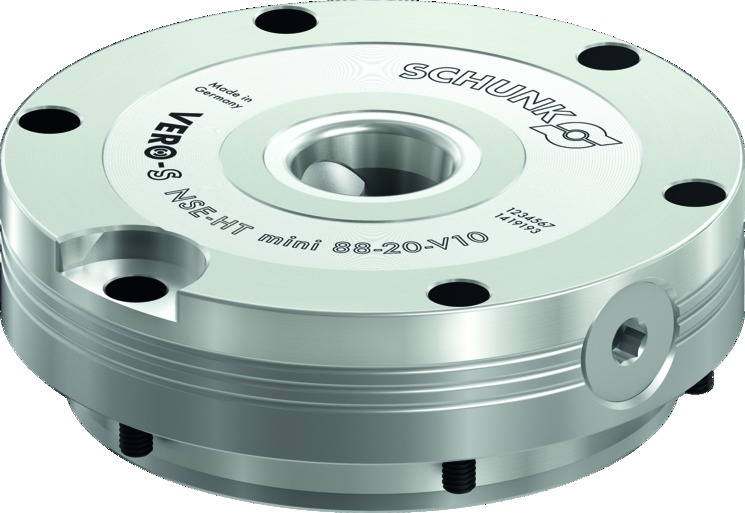 SCHUNK
Made in
Germany
VERO-S NSE-HT mini 88-20-V10
1234567
1419193